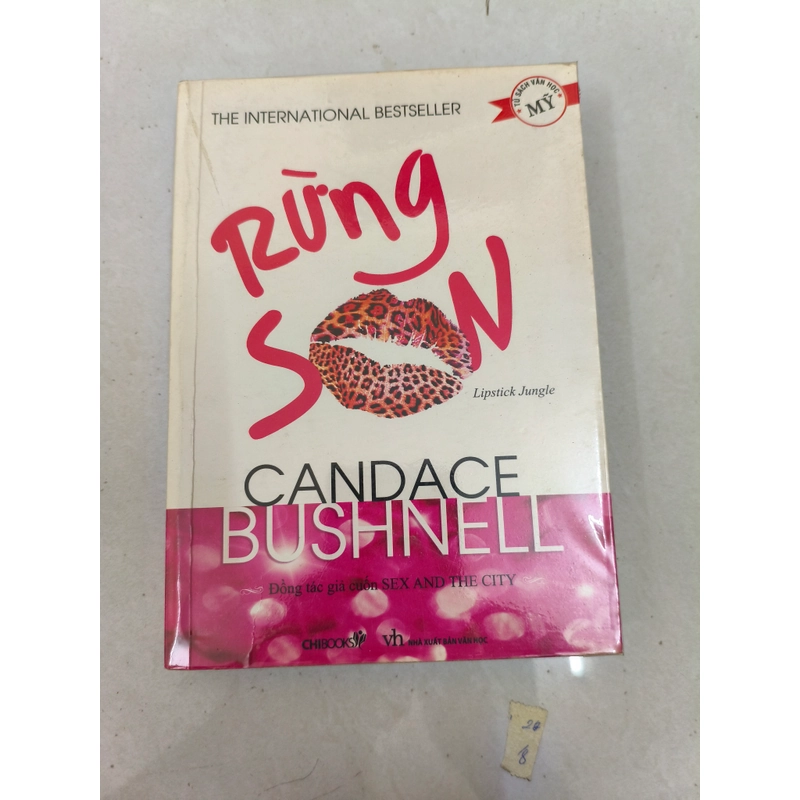 THE INTERNATIONAL BESTSELLER
TỦ SÁCH VĂN HỌC
MỸ
RỪng
SƠN
Lipstick Jungle
CANDACE
BUSHNELL
Đồng tác giả cuốn SEX AND THE CITY
CHIBOOKS
vh NHÀ XUẤT BẢN VĂN HỌC